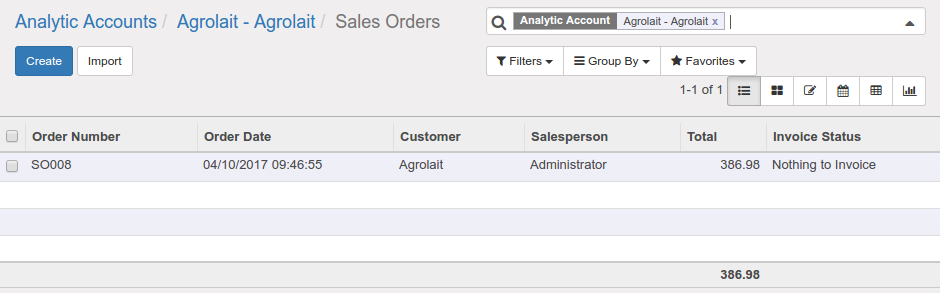 Analytic Accounts / Agrolait - Agrolait / Sales Orders
Analytic Account Agrolait - Agrolait x
Create Import
Filters Group By Favorites
1-1 of 1
Order Number Order Date Customer Salesperson Total Invoice Status
SO008 04/10/2017 09:46:55 Agrolait Administrator 386.98 Nothing to Invoice
386.98